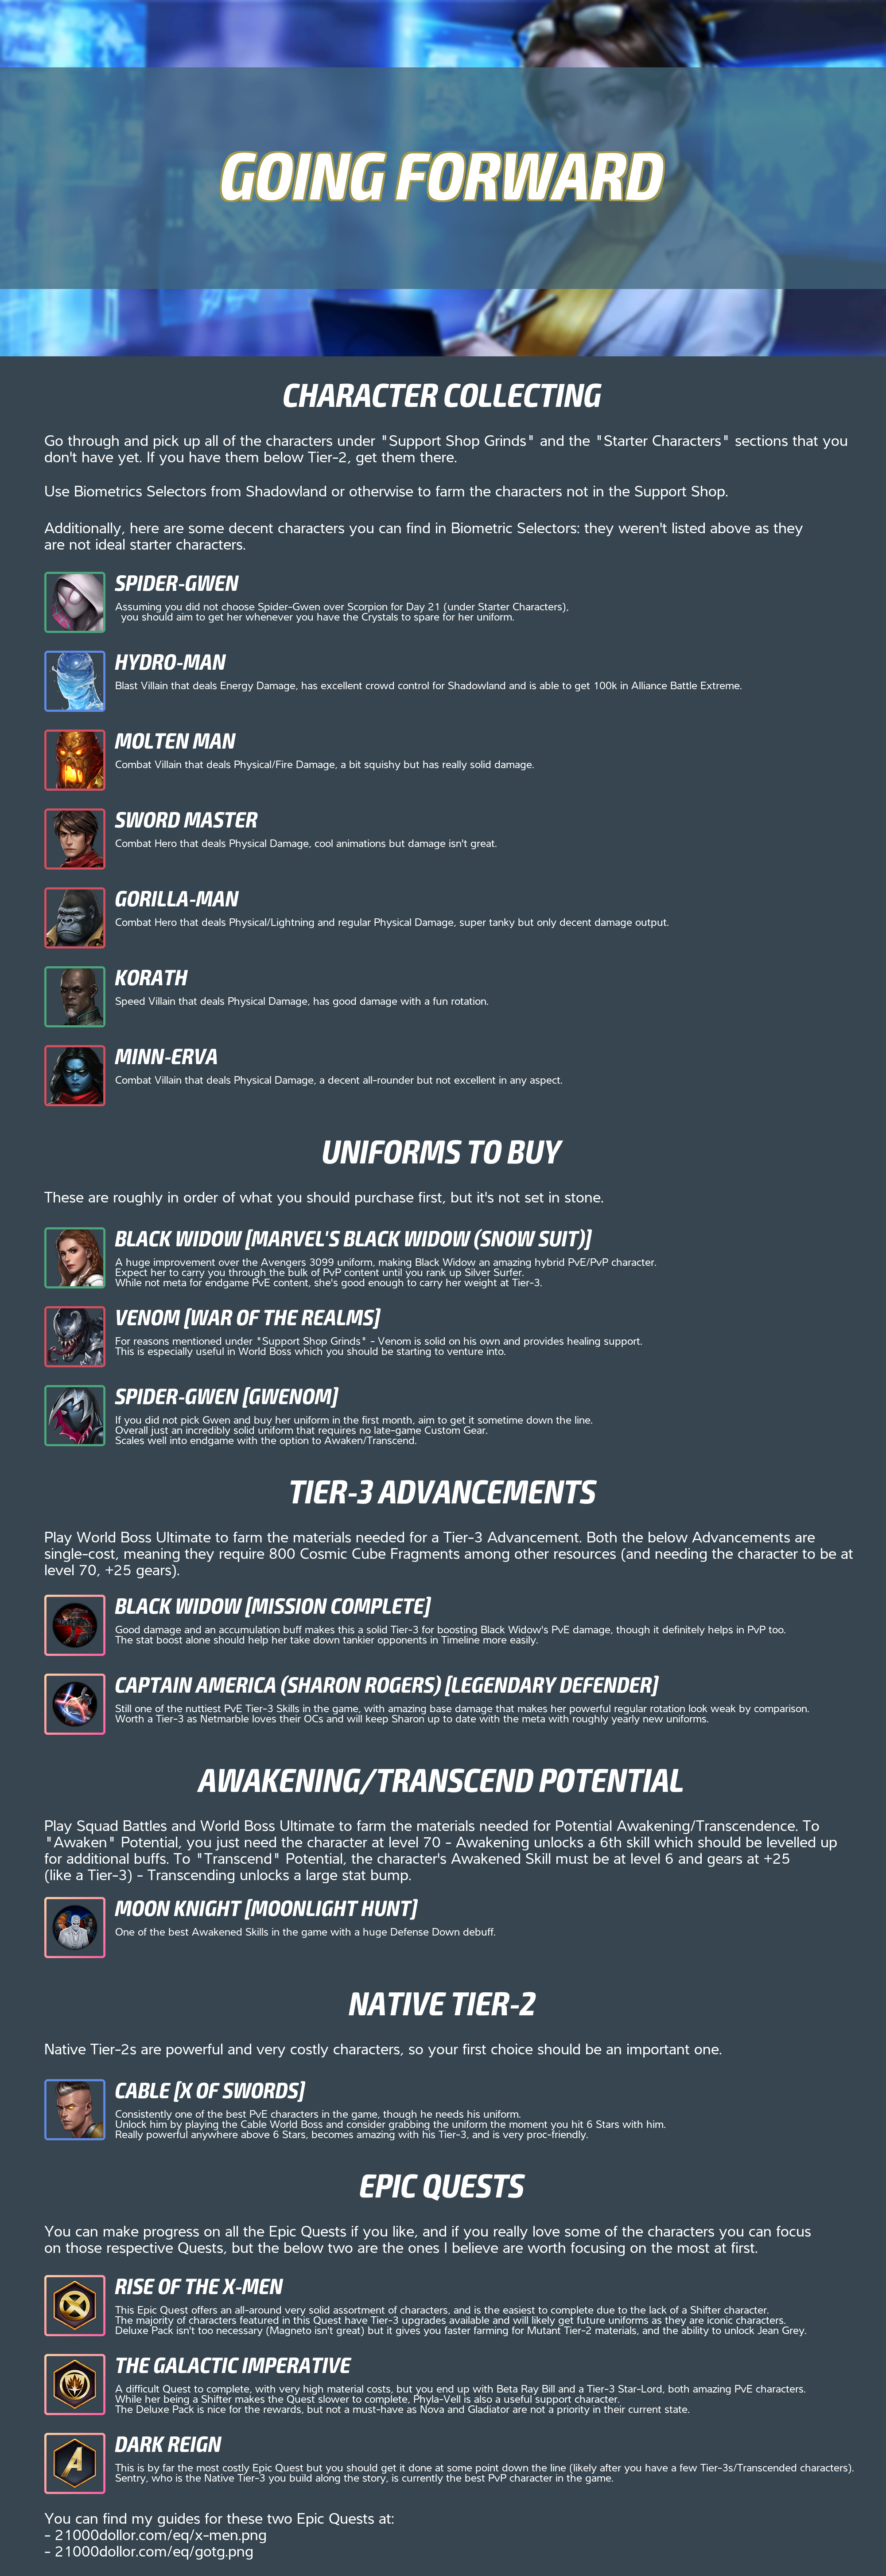 GOING FORWARD
CHARACTER COLLECTING
Go through and pick up all of the characters under "Support Shop Grinds" and the "Starter Characters" sections that you
don't have yet. If you have them below Tier-2, get them there.
Use Biometrics Selectors from Shadowland or otherwise to farm the characters not in the Support Shop.
Additionally, here are some decent characters you can find in Biometric Selectors: they weren't listed above as they
are not ideal starter characters.
SPIDER-GWEN
Assuming you did not choose Spider-Gwen over Scorpion for Day 21 (under Starter Characters),
you should aim to get her whenever you have the Crystals to spare for her uniform.
HYDRO-MAN
Blast Villain that deals Energy Damage, has excellent crowd control for Shadowland and is able to get 100k in Alliance Battle Extreme.
MOLTEN MAN
Combat Villain that deals Physical/Fire Damage, a bit squishy but has really solid damage.
SWORD MASTER
Combat Hero that deals Physical Damage, cool animations but damage isn't great.
GORILLA-MAN
Combat Hero that deals Physical/Lightning and regular Physical Damage, super tanky but only decent damage output.
KORATH
Speed Villain that deals Physical Damage, has good damage with a fun rotation.
MINN-ERVA
Combat Villain that deals Physical Damage, a decent all-rounder but not excellent in any aspect.
UNIFORMS TO BUY
These are roughly in order of what you should purchase first, but it's not set in stone.
BLACK WIDOW [MARVEL'S BLACK WIDOW (SNOW SUIT)]
A huge improvement over the Avengers 3099 uniform, making Black Widow an amazing hybrid PvE/PvP character.
Expect her to carry you through the bulk of PvP content until you rank up Silver Surfer.
While not meta for endgame PvE content, she's good enough to carry her weight at Tier-3.
VENOM [WAR OF THE REALMS]
For reasons mentioned under "Support Shop Grinds" - Venom is solid on his own and provides healing support.
This is especially useful in World Boss which you should be starting to venture into.
SPIDER-GWEN [GWENOM]
If you did not pick Gwen and buy her uniform in the first month, aim to get it sometime down the line.
Overall just an incredibly solid uniform that requires no late-game Custom Gear.
Scales well into endgame with the option to Awaken/Transcend.
TIER-3 ADVANCEMENTS
Play World Boss Ultimate to farm the materials needed for a Tier-3 Advancement. Both the below Advancements are
single-cost, meaning they require 800 Cosmic Cube Fragments among other resources (and needing the character to be at
level 70, +25 gears).
BLACK WIDOW [MISSION COMPLETE]
Good damage and an accumulation buff makes this a solid Tier-3 for boosting Black Widow's PvE damage, though it definitely helps in PvP too.
The stat boost alone should help her take down tankier opponents in Timeline more easily.
CAPTAIN AMERICA (SHARON ROGERS) [LEGENDARY DEFENDER]
Still one of the nuttiest PvE Tier-3 Skills in the game, with amazing base damage that makes her powerful regular rotation look weak by comparison.
Worth a Tier-3 as Netmarble loves their OCs and will keep Sharon up to date with the meta with roughly yearly new uniforms.
AWAKENING/TRANSCEND POTENTIAL
Play Squad Battles and World Boss Ultimate to farm the materials needed for Potential Awakening/Transcendence. To
"Awaken" Potential, you just need the character at level 70 - Awakening unlocks a 6th skill which should be levelled up
for additional buffs. To "Transcend" Potential, the character's Awakened Skill must be at level 6 and gears at +25
(like a Tier-3) - Transcending unlocks a large stat bump.
MOON KNIGHT [MOONLIGHT HUNT]
One of the best Awakened Skills in the game with a huge Defense Down debuff.
NATIVE TIER-2
Native Tier-2s are powerful and very costly characters, so your first choice should be an important one.
CABLE [X OF SWORDS]
Consistently one of the best PvE characters in the game, though he needs his uniform.
Unlock him by playing the Cable World Boss and consider grabbing the uniform the moment you hit 6 Stars with him.
Really powerful anywhere above 6 Stars, becomes amazing with his Tier-3, and is very proc-friendly.
EPIC QUESTS
You can make progress on all the Epic Quests if you like, and if you really love some of the characters you can focus
on those respective Quests, but the below two are the ones I believe are worth focusing on the most at first.
RISE OF THE X-MEN
This Epic Quest offers an all-around very solid assortment of characters, and is the easiest to complete due to the lack of a Shifter character.
The majority of characters featured in this Quest have Tier-3 upgrades available and will likely get future uniforms as they are iconic characters.
Deluxe Pack isn't too necessary (Magneto isn't great) but it gives you faster farming for Mutant Tier-2 materials, and the ability to unlock Jean Grey.
THE GALACTIC IMPERATIVE
A difficult Quest to complete, with very high material costs, but you end up with Beta Ray Bill and a Tier-3 Star-Lord, both amazing PvE characters.
While her being a Shifter makes the Quest slower to complete, Phyla-Vell is also a useful support character.
The Deluxe Pack is nice for the rewards, but not a must-have as Nova and Gladiator are not a priority in their current state.
DARK REIGN
This is by far the most costly Epic Quest but you should get it done at some point down the line (likely after you have a few Tier-3s/Transcended characters).
Sentry, who is the Native Tier-3 you build along the story, is currently the best PvP character in the game.
You can find my guides for these two Epic Quests at:
- 21000dollor.com/eq/x-men.png
- 21000dollor.com/eq/gotg.png